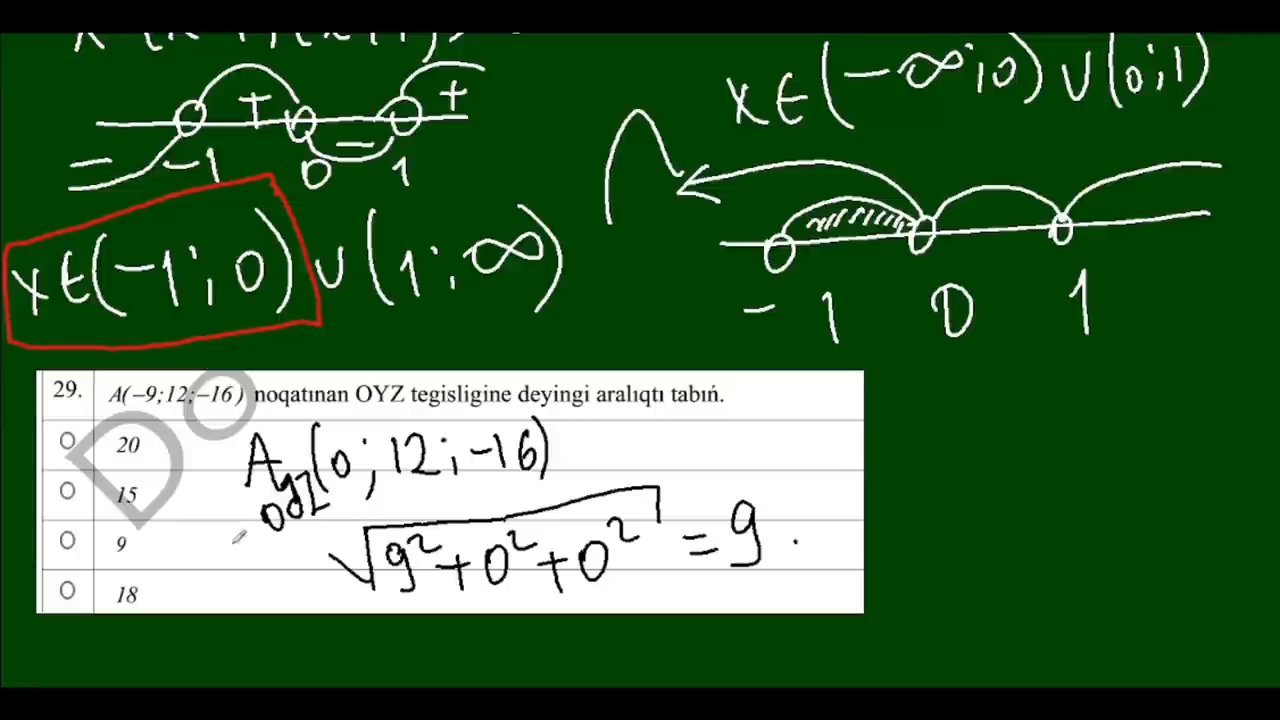 x∈(-∞;0)∪(0;1)
+ - +
- -1 0 1
x∈(-1;0)∪(1;∞)
-1 0 1
29. A(−9;12;−16) noqatınan OYZ tegisligine deyingi aralıqtı tabıń.
20
A (0;12;-16)
15
9
√9²+0²+0² = 9.
18
Do